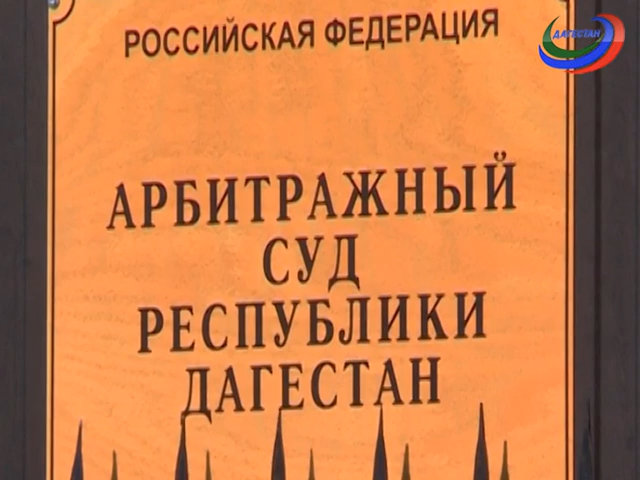 РОССИЙСКАЯ ФЕДЕРАЦИЯ
ДАГЕСТАН
АРБИТРАЖНЫЙ
СУД
РЕСПУБЛИКИ
ДАГЕСТАН